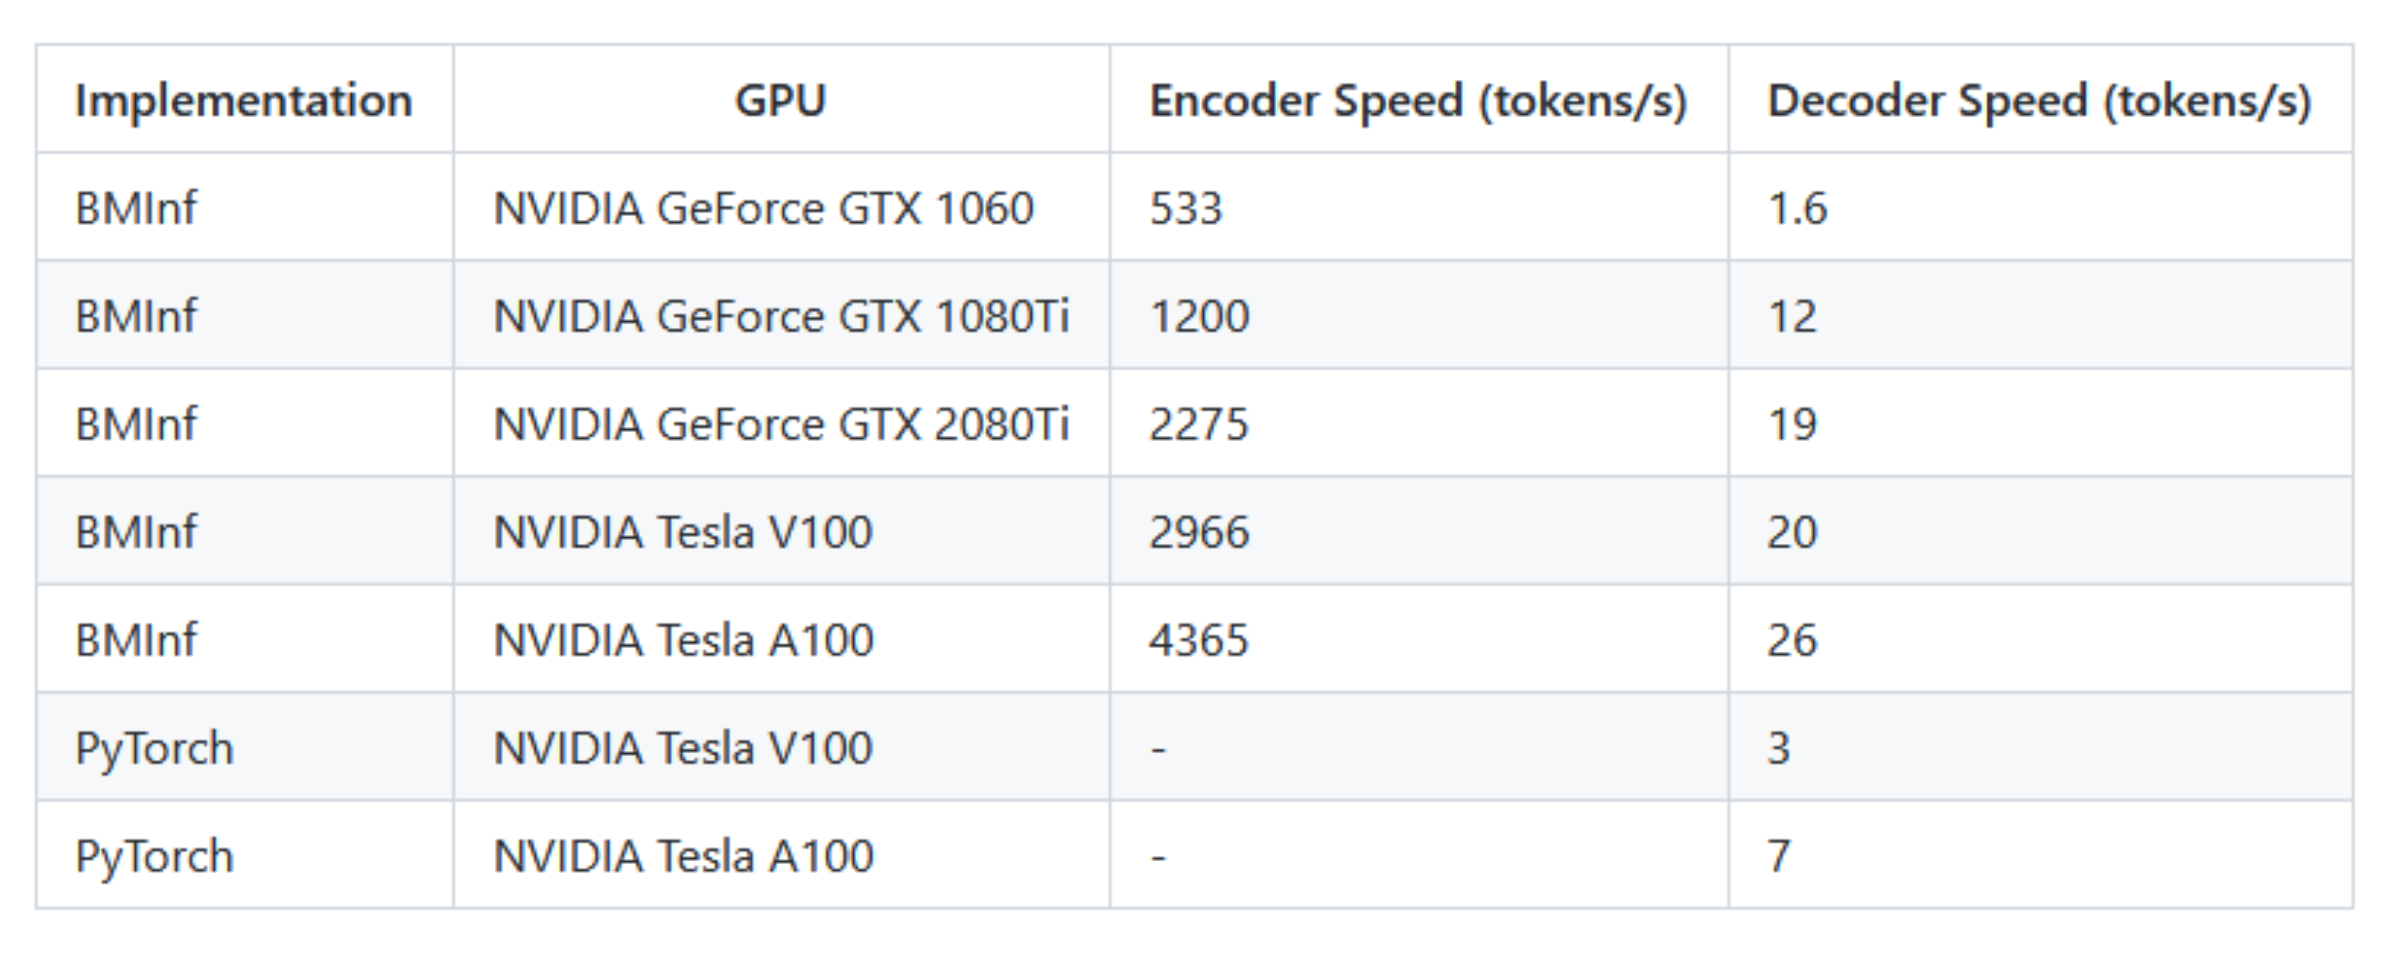 Implementation GPU Encoder Speed (tokens/s) Decoder Speed (tokens/s)
BMInf NVIDIA GeForce GTX 1060 533 1.6
BMInf NVIDIA GeForce GTX 1080Ti 1200 12
BMInf NVIDIA GeForce GTX 2080Ti 2275 19
BMInf NVIDIA Tesla V100 2966 20
BMInf NVIDIA Tesla A100 4365 26
PyTorch NVIDIA Tesla V100 - 3
PyTorch NVIDIA Tesla A100 - 7